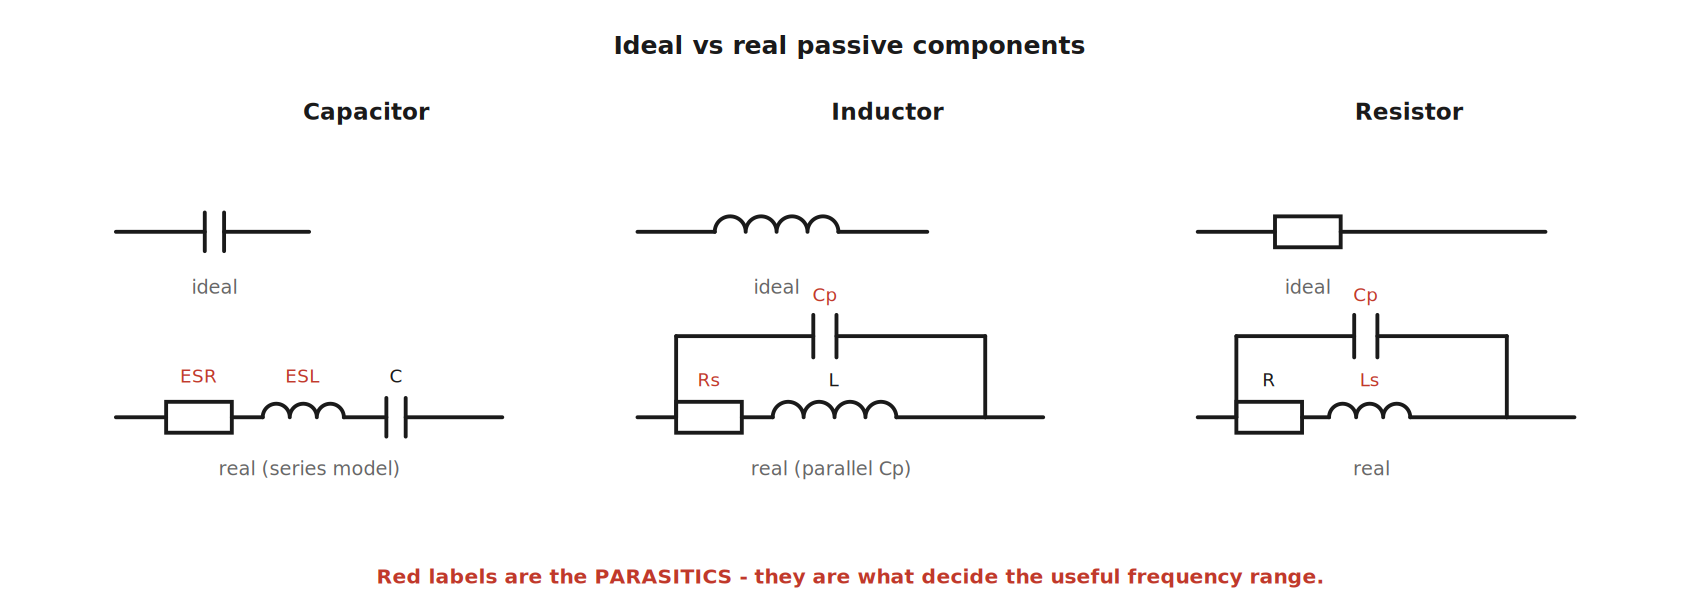 Ideal vs real passive components
Capacitor
Inductor
Resistor
ideal
ideal
ideal
Cp
Cp
ESR
ESL
C
Rs
L
R
Ls
real (series model)
real (parallel Cp)
real
Red labels are the PARASITICS - they are what decide the useful frequency range.